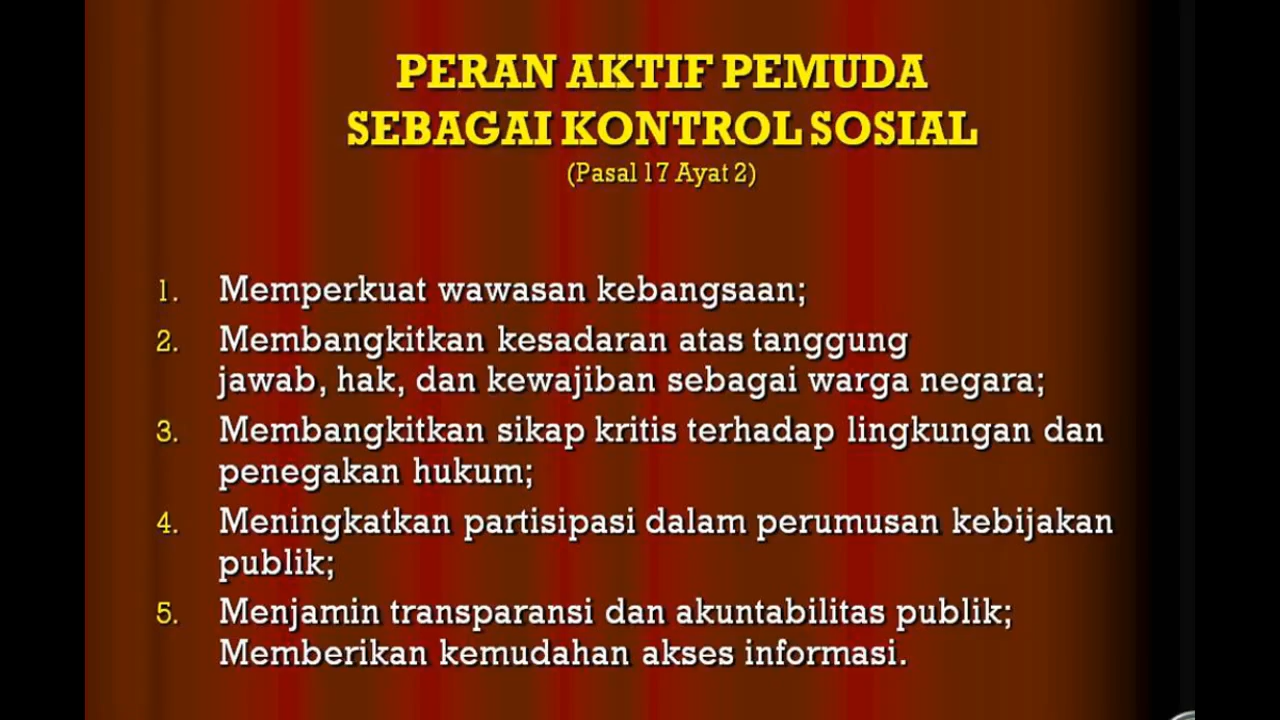 PERAN AKTIF PEMUDA
SEBAGAI KONTROL SOSIAL
(Pasal 17 Ayat 2)
1. Memperkuat wawasan kebangsaan;
2. Membangkitkan kesadaran atas tanggung
jawab, hak, dan kewajiban sebagai warga negara;
3. Membangkitkan sikap kritis terhadap lingkungan dan
penegakan hukum;
4. Meningkatkan partisipasi dalam perumusan kebijakan
publik;
5. Menjamin transparansi dan akuntabilitas publik;
Memberikan kemudahan akses informasi.